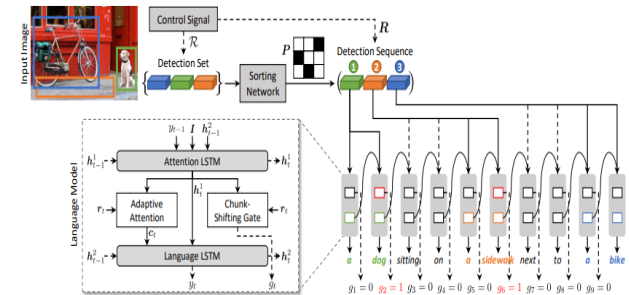 Input Image
Control Signal
R
R
P
Detection Set
Detection Sequence
{ }
Sorting Network
( 1 2 3 )
Language Model
y_{t-1} I h^2_{t-1}
h^1_{t-1} Attention LSTM h^1_t
h^1_t
r_t Adaptive Attention Chunk-Shifting Gate r_t
c_t
h^2_{t-1} Language LSTM h^2_t
y_t g_t
a dog sitting on a sidewalk next to a bike
g_1 = 0 g_2 = 1 g_3 = 0 g_4 = 0 g_5 = 0 g_6 = 1 g_7 = 0 g_8 = 0 g_9 = 0